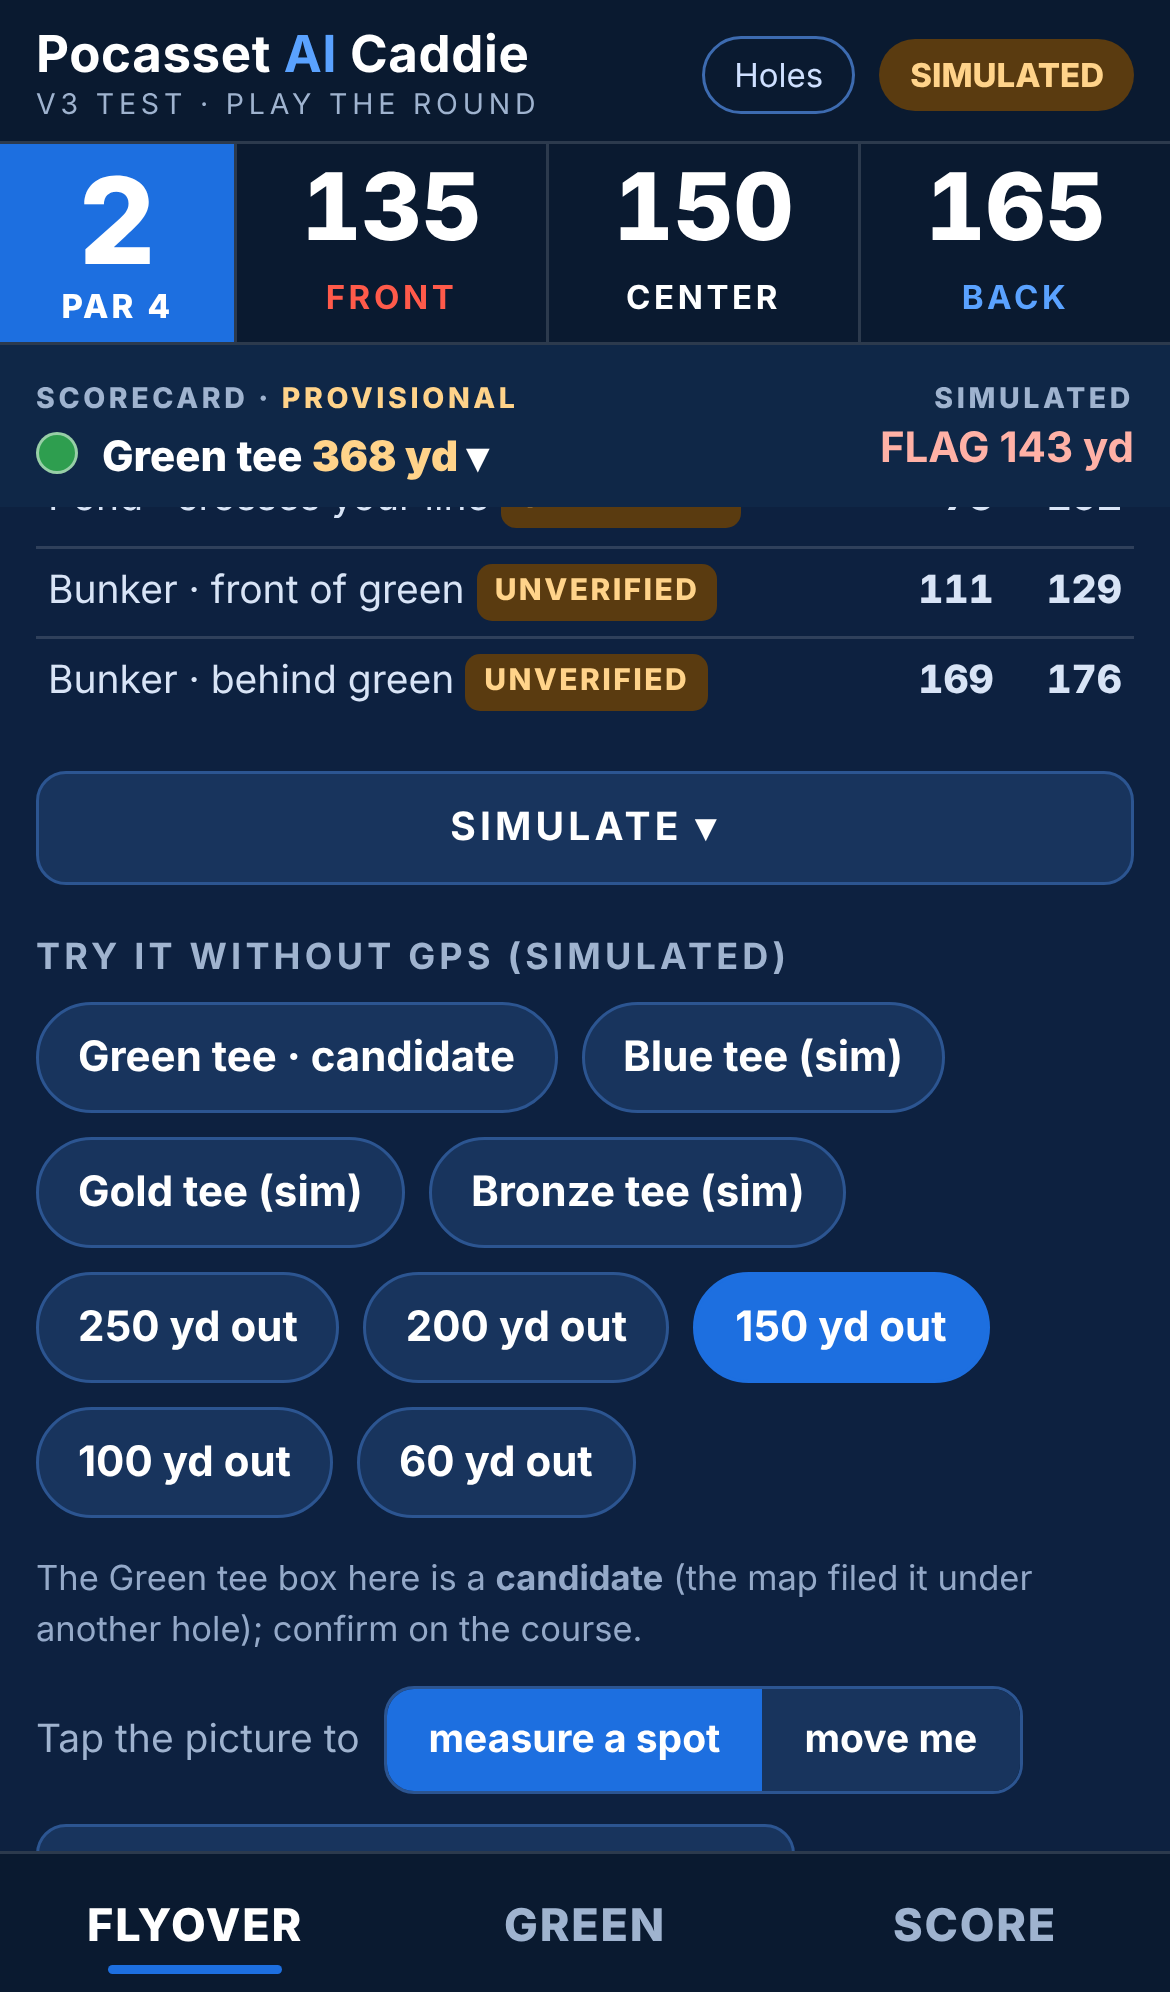 Pocasset AI Caddie
V3 TEST · PLAY THE ROUND
Holes
SIMULATED
2
PAR 4
135
FRONT
150
CENTER
165
BACK
SCORECARD · PROVISIONAL
Green tee 368 yd ▾
SIMULATED
FLAG 143 yd
Bunker · front of green UNVERIFIED 111 129
Bunker · behind green UNVERIFIED 169 176
SIMULATE ▾
TRY IT WITHOUT GPS (SIMULATED)
Green tee · candidate
Blue tee (sim)
Gold tee (sim)
Bronze tee (sim)
250 yd out
200 yd out
150 yd out
100 yd out
60 yd out
The Green tee box here is a candidate (the map filed it under
another hole); confirm on the course.
Tap the picture to
measure a spot
move me
FLYOVER
GREEN
SCORE